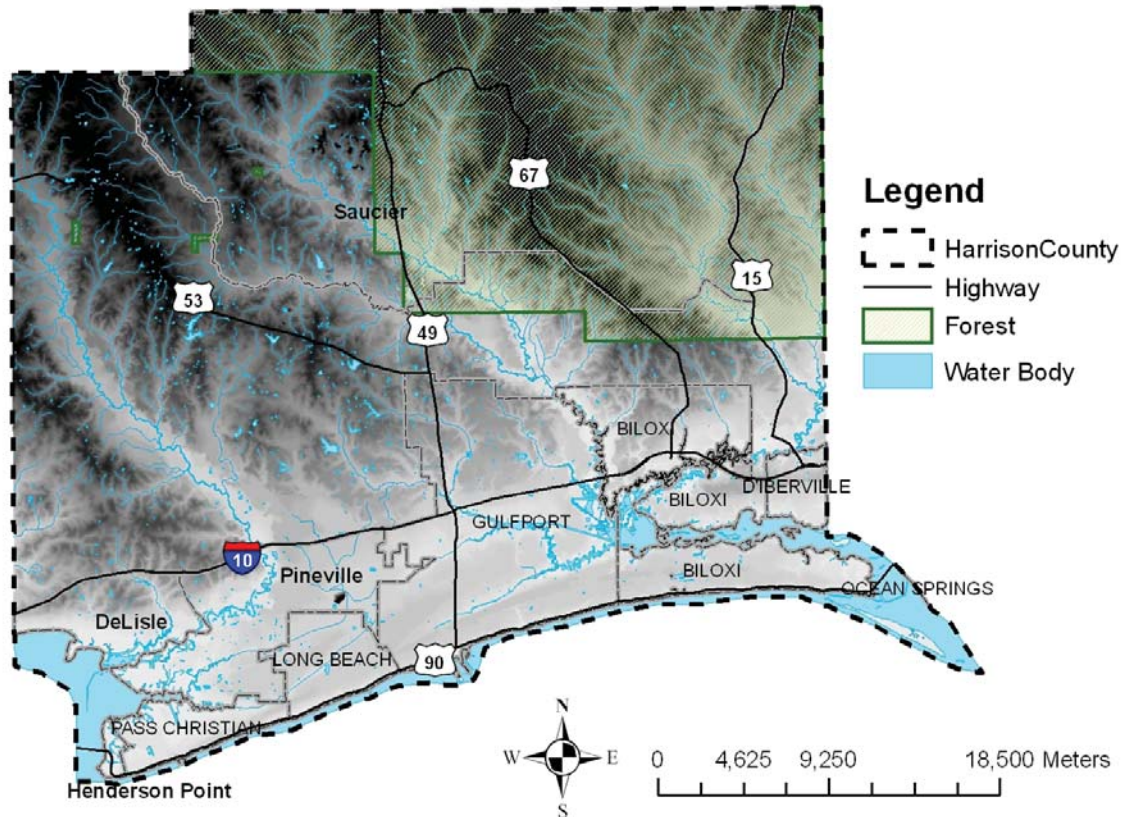 67
Saucier
15
53
49
BILOXI
D'IBERVILLE
BILOXI
GULFPORT
10
Pineville
BILOXI
OCEAN SPRINGS
DeLisle
LONG BEACH
90
PASS CHRISTIAN
Henderson Point
Legend
HarrisonCounty
Highway
Forest
Water Body
N
W E
S
0 4,625 9,250 18,500 Meters